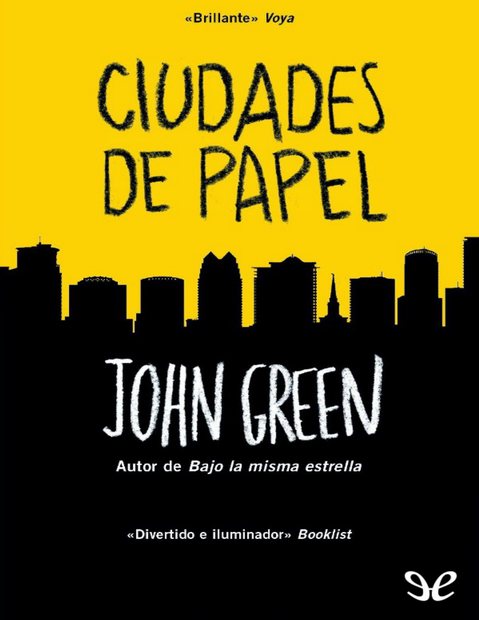 «Brillante» Voya
CIUDADES
DE PAPEL
JOHN GREEN
Autor de Bajo la misma estrella
«Divertido e iluminador» Booklist